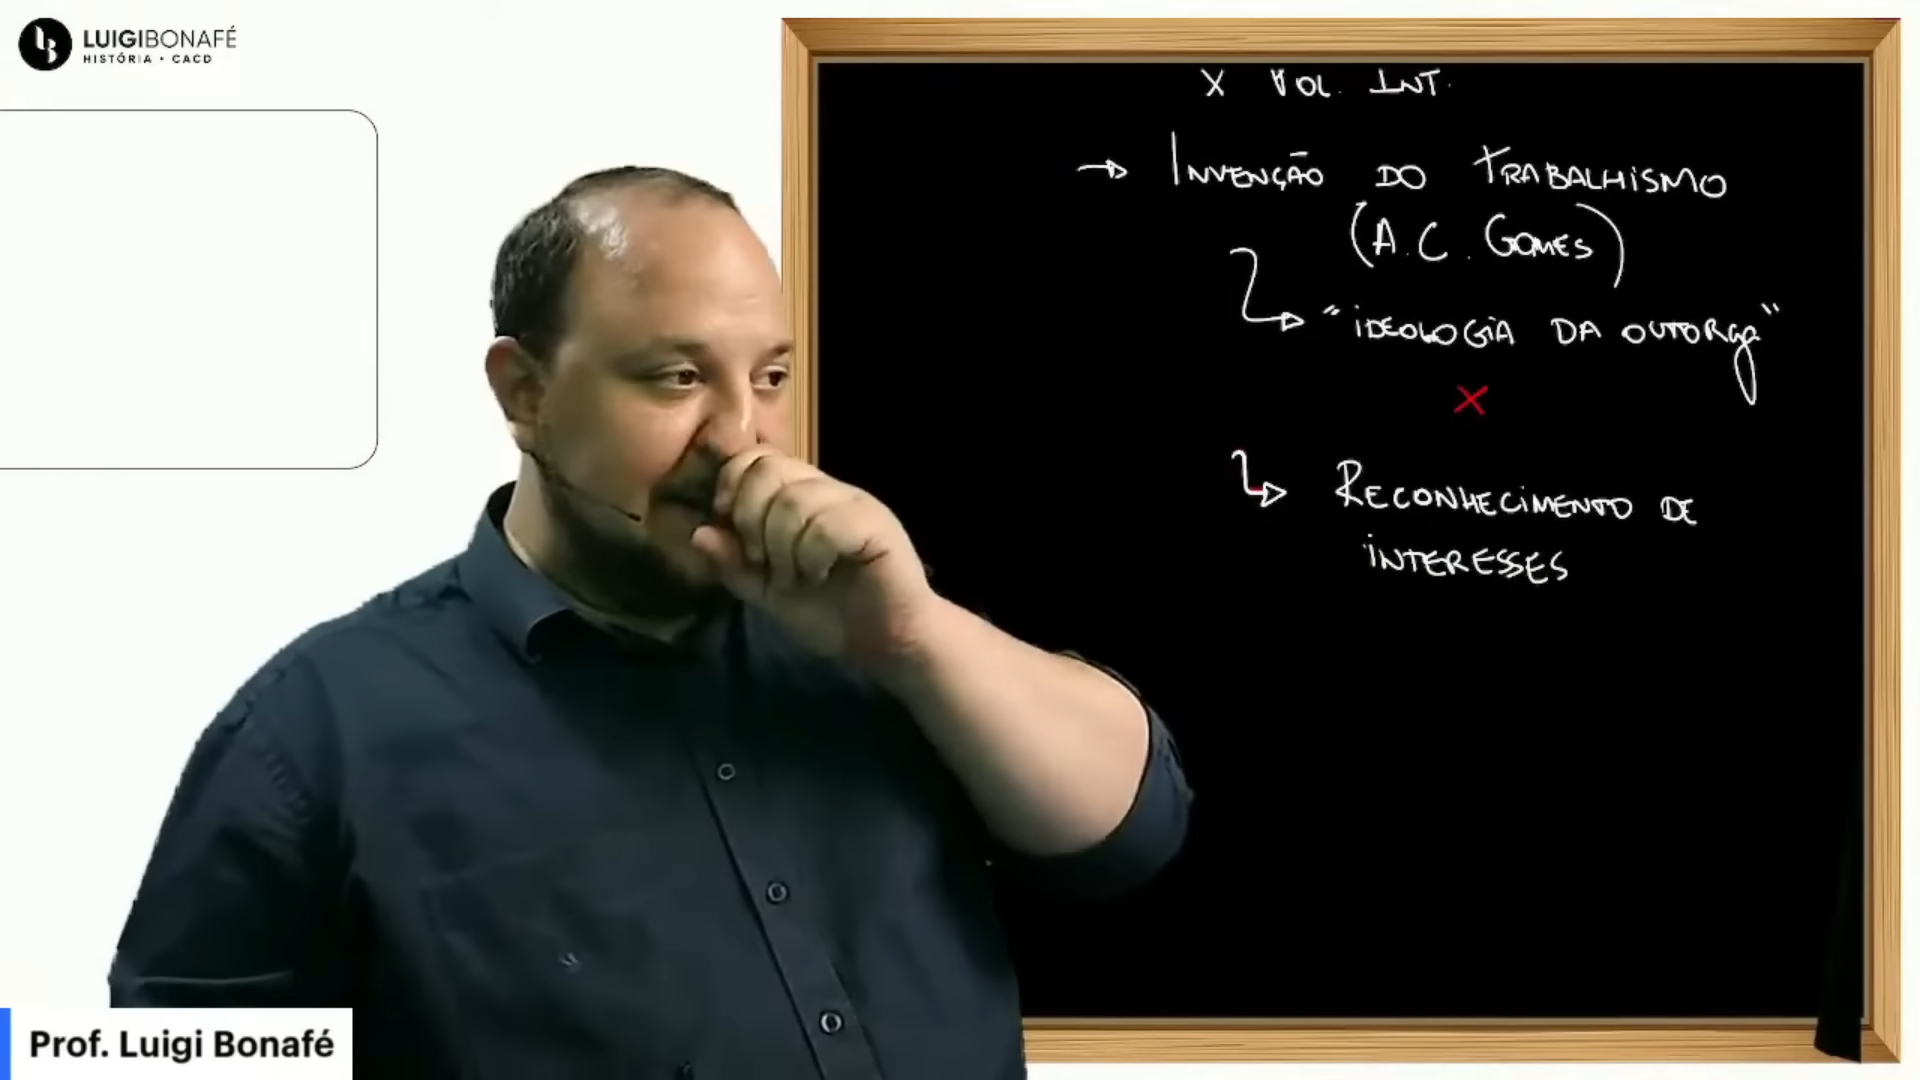 LUIGIBONAFÉ
HISTÓRIA • CACD
X VOL. INT.
→ INVENÇÃO DO TRABALHISMO
(A.C. GOMES)
"IDEOLOGIA DA OUTORGA"
X
RECONHECIMENTO DE
INTERESSES
Prof. Luigi Bonafé